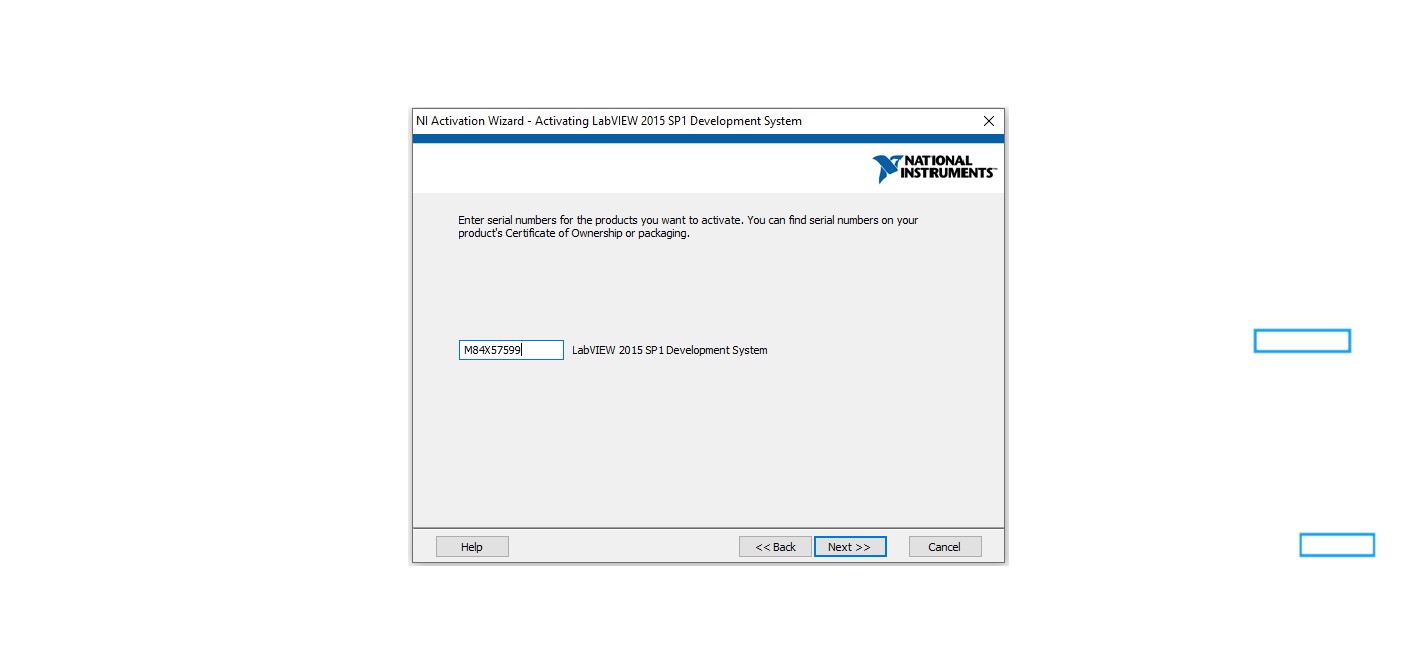 NI Activation Wizard - Activating LabVIEW 2015 SP1 Development System
NATIONAL
INSTRUMENTS™
Enter serial numbers for the products you want to activate. You can find serial numbers on your
product's Certificate of Ownership or packaging.
M84X57599 LabVIEW 2015 SP1 Development System
Help << Back Next >> Cancel